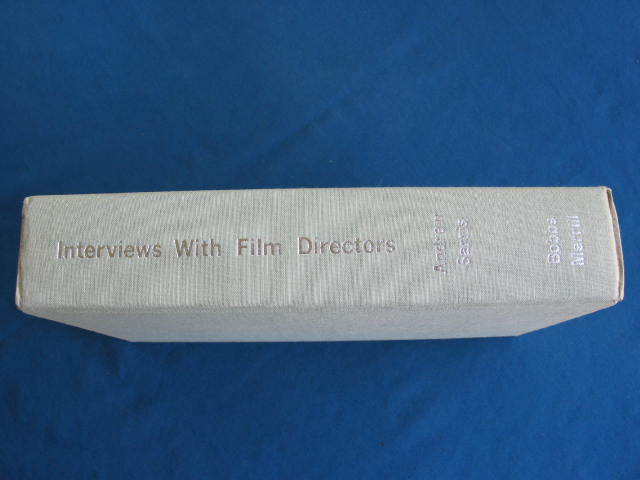 Interviews With Film Directors
Andrew
Sarris
Bobbs
Merrill